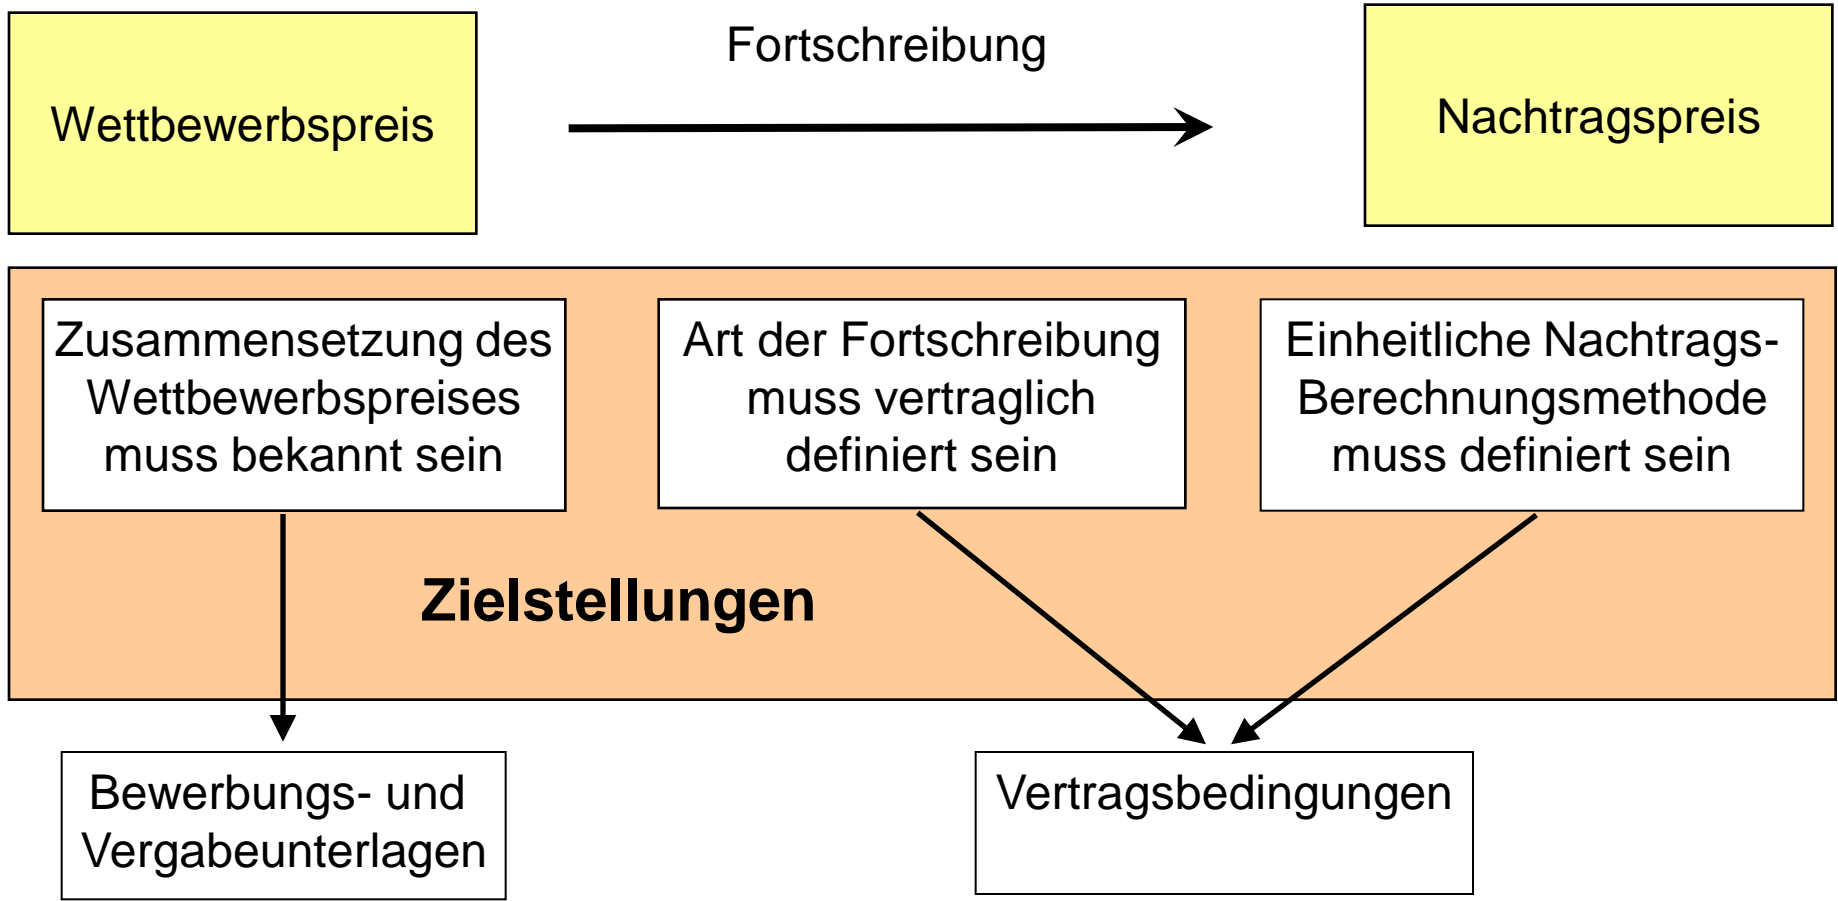 Fortschreibung
Wettbewerbspreis
Nachtragspreis
Zusammensetzung des
Wettbewerbspreises
muss bekannt sein
Art der Fortschreibung
muss vertraglich
definiert sein
Einheitliche Nachtrags-
Berechnungsmethode
muss definiert sein
Zielstellungen
Bewerbungs- und
Vergabeunterlagen
Vertragsbedingungen